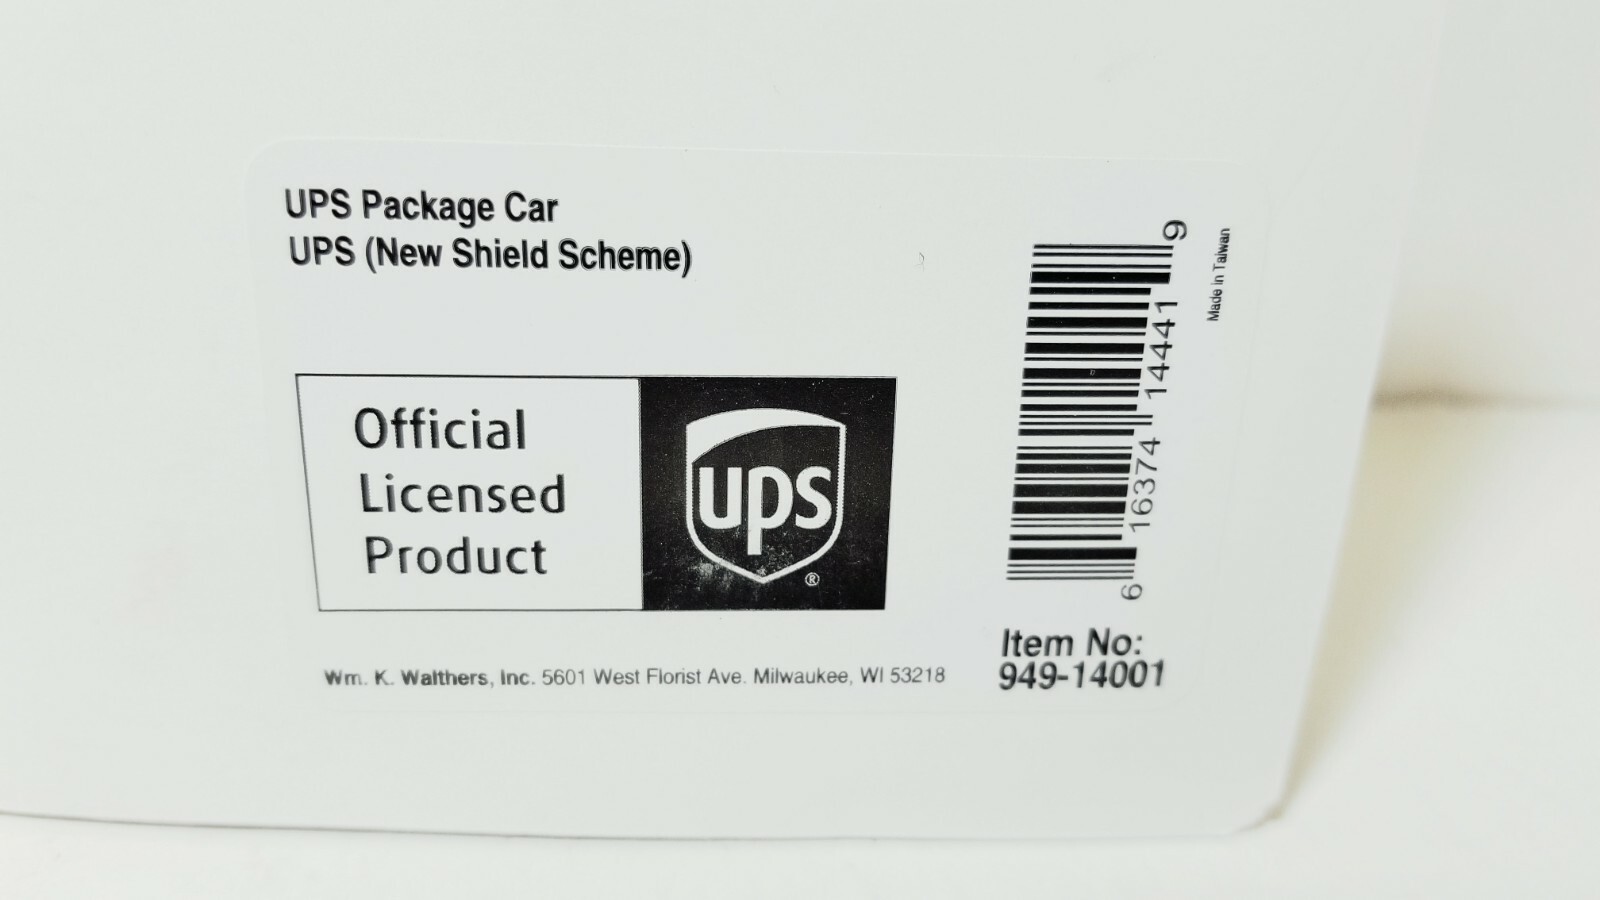 UPS Package Car
UPS (New Shield Scheme)
Official
Licensed
Product
ups
®
Wm. K. Walthers, Inc. 5601 West Florist Ave. Milwaukee, WI 53218
6 16374 14441 9
Made in Taiwan
Item No:
949-14001